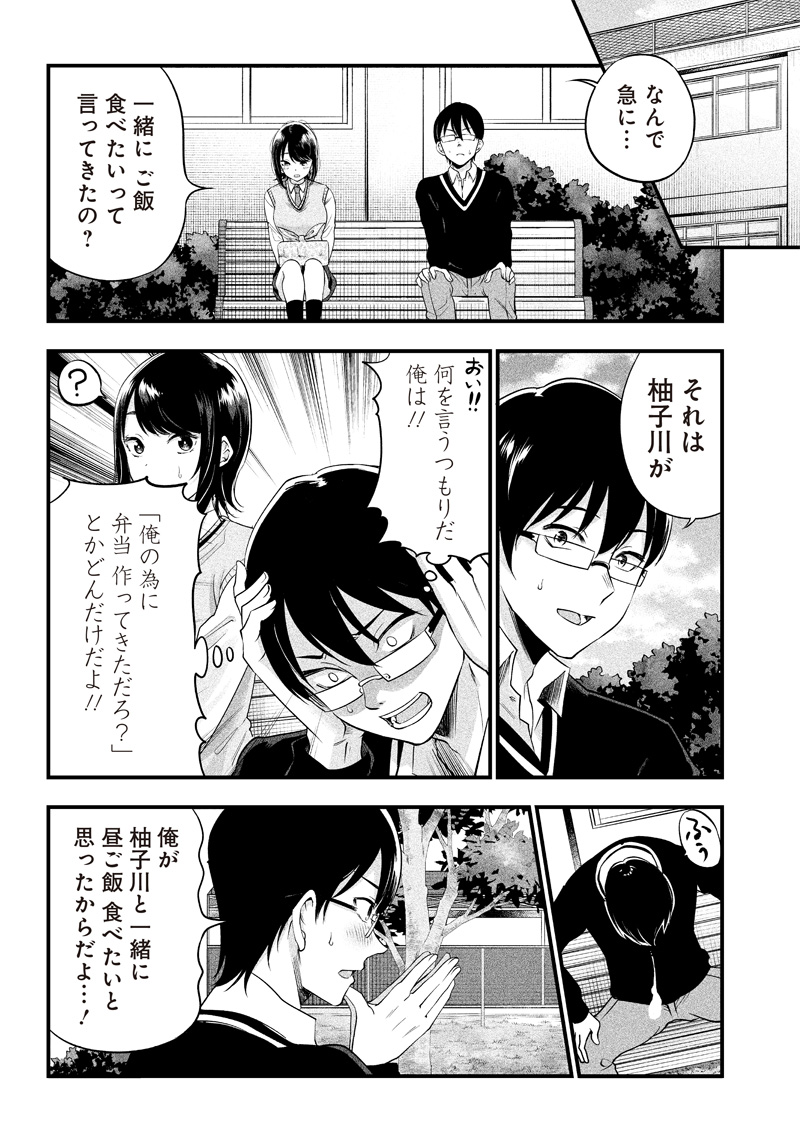 なんで
急に…
一緒に ご飯
食べたいって
言ってきたの？
それは
柚子川が
おい!!
何を言うつもりだ
俺は!!
？
「俺の為に
弁当 作ってきただろ？」
とかどんだけだよ!!
ふぅ
俺が
柚子川と一緒に
昼ご飯 食べたいと
思ったからだよ…!